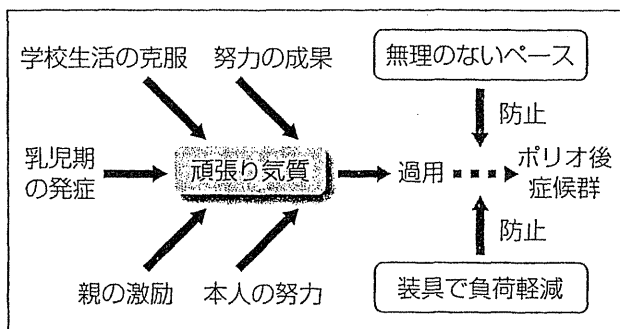 学校生活の克服
努力の成果
無理のないペース
防止
乳児期
の発症
頑張り気質
過用
ポリオ後
症候群
防止
親の激励
本人の努力
装具で負荷軽減